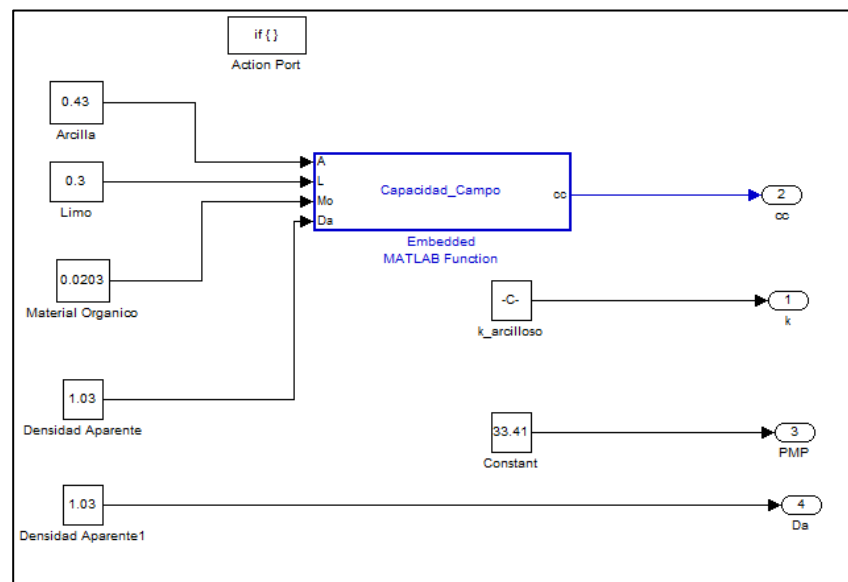 if { }
Action Port
0.43
Arcilla
0.3
Limo
0.0203
Material Organico
1.03
Densidad Aparente
1.03
Densidad Aparente1
A
L
Mo
Da
Capacidad_Campo
cc
Embedded
MATLAB Function
2
cc
-C-
k_arcilloso
1
k
33.41
Constant
3
PMP
4
Da